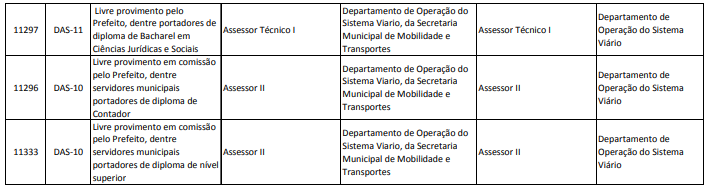 11297
DAS-11
Livre provimento pelo
Prefeito, dentre portadores de
diploma de Bacharel em
Ciências Jurídicas e Sociais
Assessor Técnico I
Departamento de Operação do
Sistema Viario, da Secretaria
Municipal de Mobilidade e
Transportes
Assessor Técnico I
Departamento de
Operação do Sistema
Viário
11296
DAS-10
Livre provimento em comissão
pelo Prefeito, dentre
servidores municipais
portadores de diploma de
Contador
Assessor II
Departamento de Operação do
Sistema Viario, da Secretaria
Municipal de Mobilidade e
Transportes
Assessor II
Departamento de
Operação do Sistema
Viário
11333
DAS-10
Livre provimento em comissão
pelo Prefeito, dentre
servidores municipais
portadores de diploma de nível
superior
Assessor II
Departamento de Operação do
Sistema Viario, da Secretaria
Municipal de Mobilidade e
Transportes
Assessor II
Departamento de
Operação do Sistema
Viário